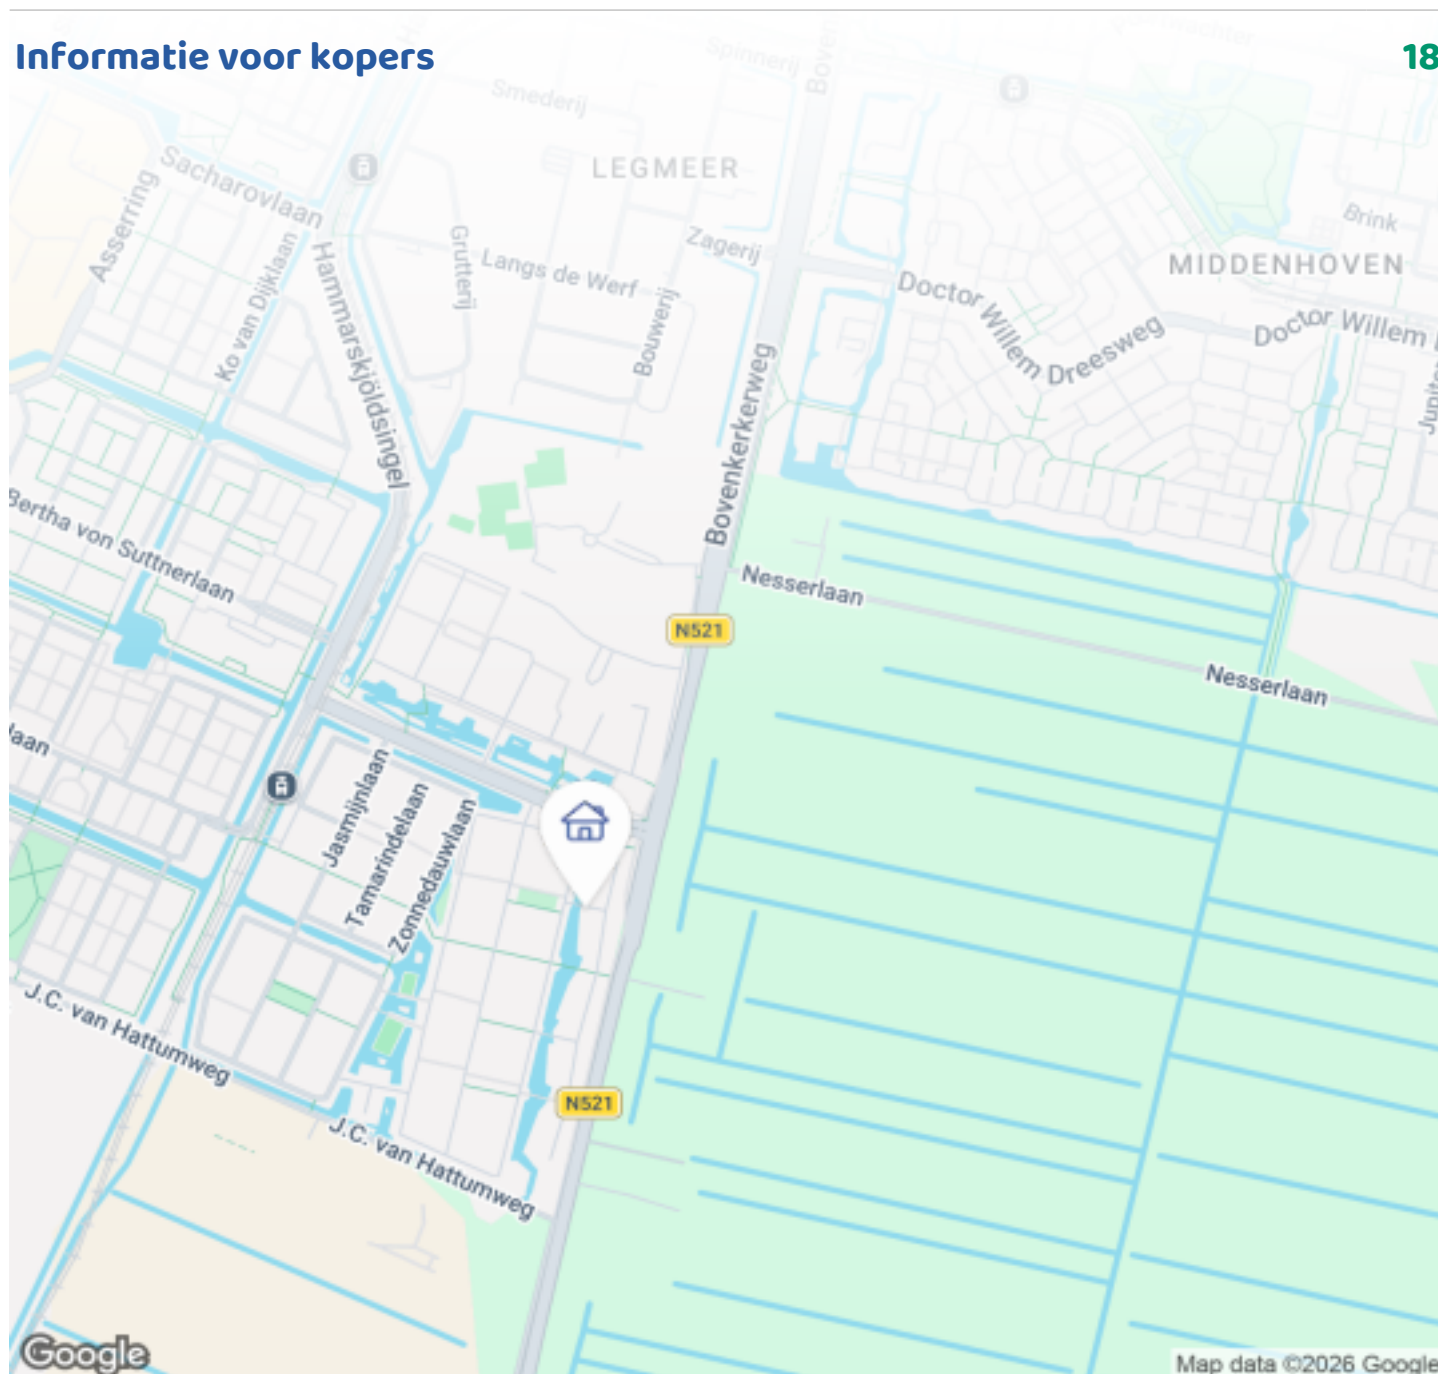 Informatie voor kopers
18
Spinnerij
Boven
Smederij
LEGMEER
Sacharovlaan
Asserring
Brink
Grutterij
Zagerij
Langs de Werf
MIDDENHOVEN
Ko van Dijklaan
Hammarskjöldsingel
Bouwerij
Doctor Willem Dreesweg
Doctor Willem
Bovenkerkerweg
Bertha von Suttnerlaan
Nesserlaan
N521
Nesserlaan
laan
Jasmijnlaan
Tamarindelaan
Zonnedauwlaan
J.C. van Hattumweg
N521
J.C. van Hattumweg
Google
Map data ©2026 Google